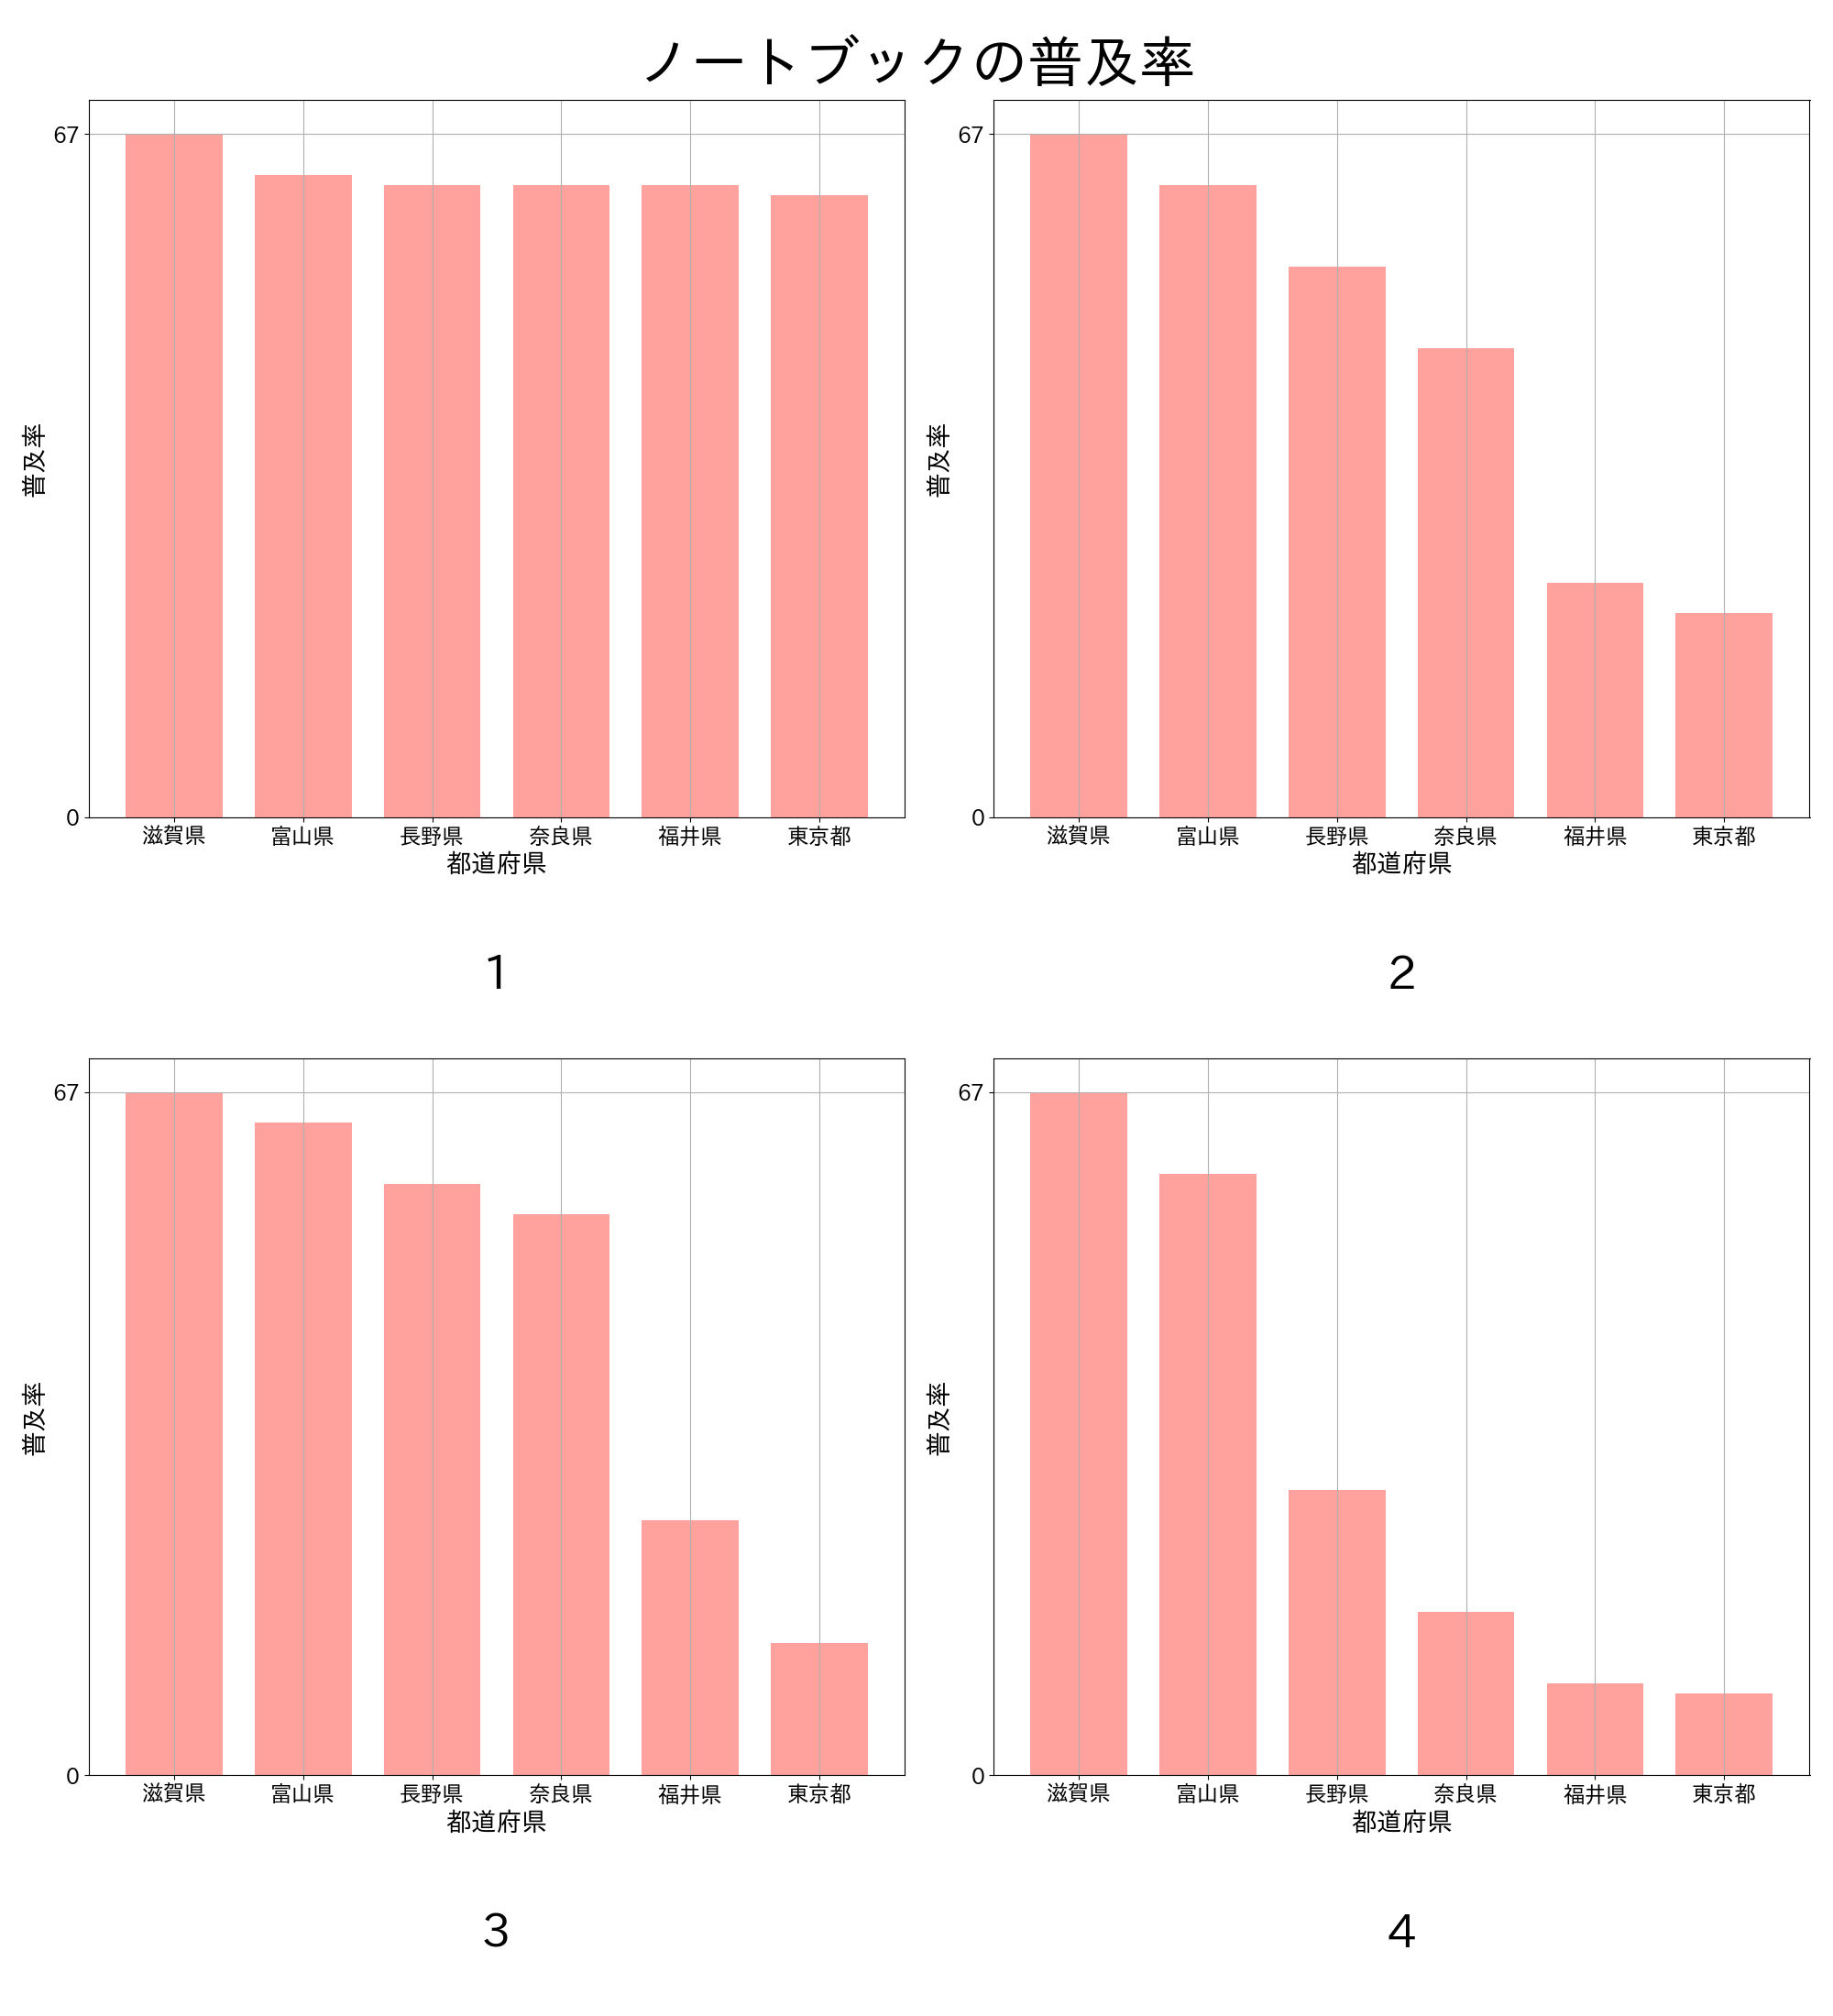 ノートブックの普及率
67
0
普及率
滋賀県 富山県 長野県 奈良県 福井県 東京都
都道府県
1
67
0
普及率
滋賀県 富山県 長野県 奈良県 福井県 東京都
都道府県
2
67
0
普及率
滋賀県 富山県 長野県 奈良県 福井県 東京都
都道府県
3
67
0
普及率
滋賀県 富山県 長野県 奈良県 福井県 東京都
都道府県
4